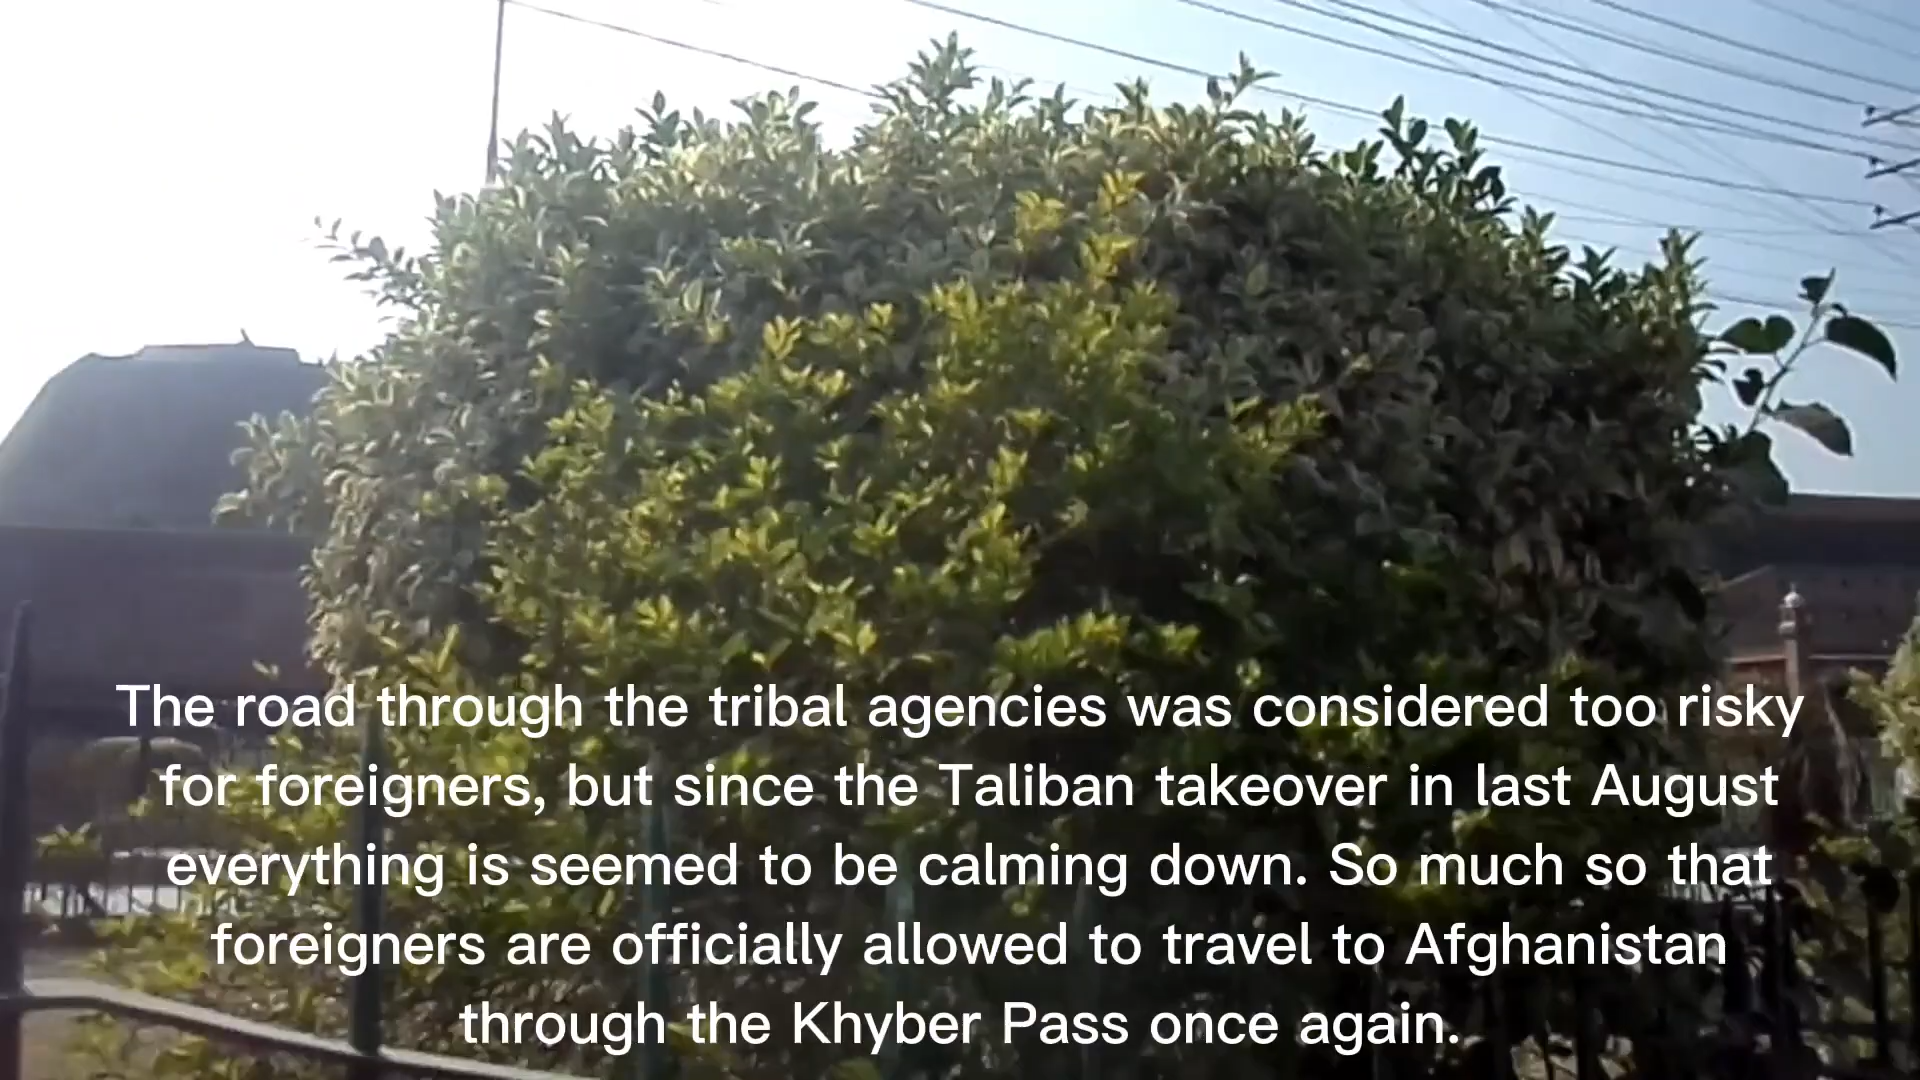 The road through the tribal agencies was considered too risky
for foreigners, but since the Taliban takeover in last August
everything is seemed to be calming down. So much so that
foreigners are officially allowed to travel to Afghanistan
through the Khyber Pass once again.